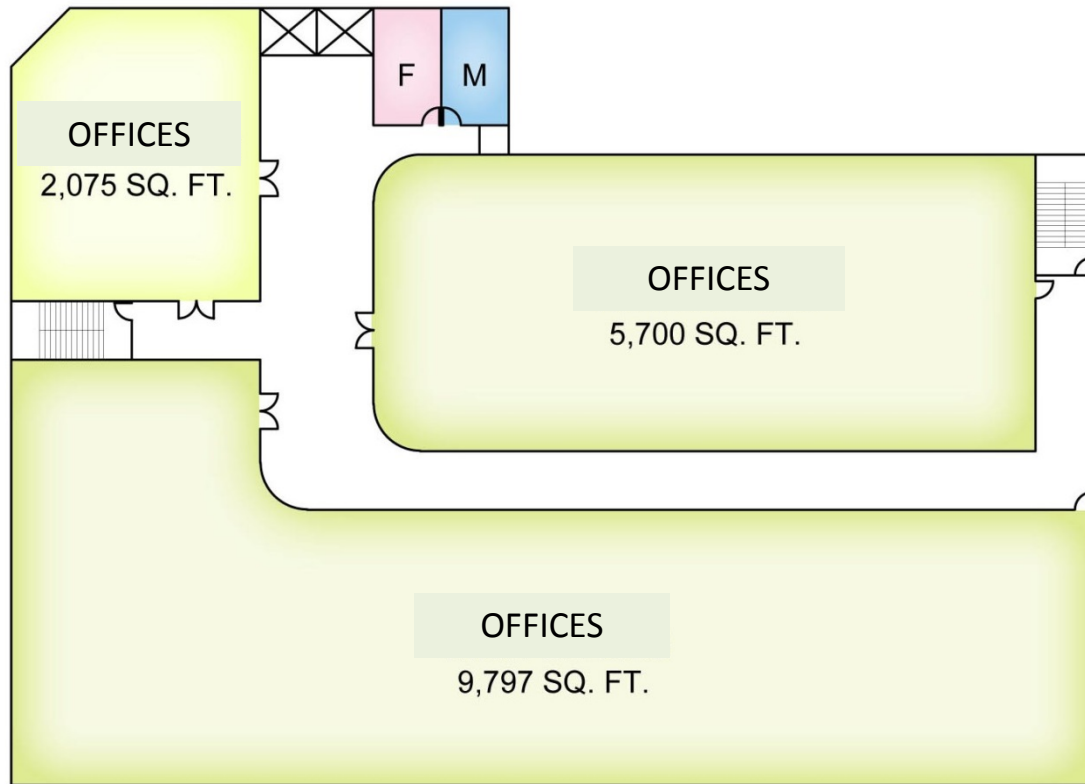 F
M
OFFICES
2,075 SQ. FT.
OFFICES
5,700 SQ. FT.
OFFICES
9,797 SQ. FT.